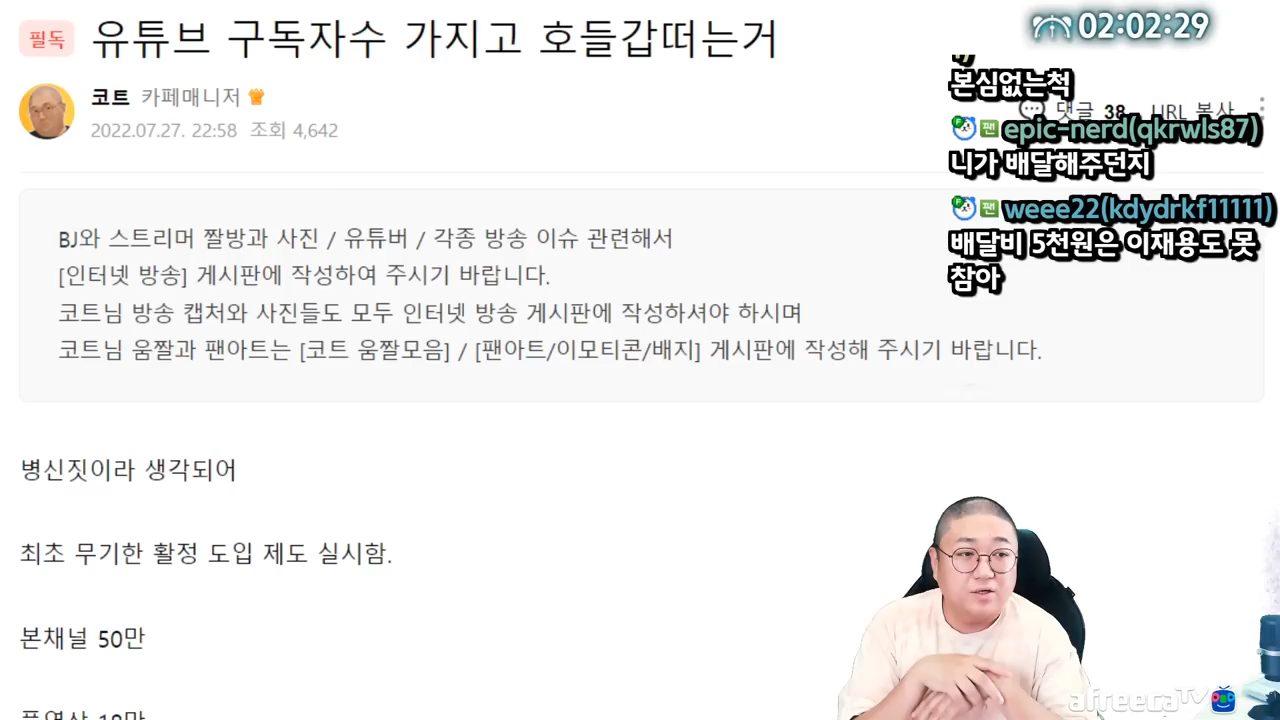 필독 유튜브 구독자수 가지고 호들갑떠는거
02:02:29
코트 카페매니저
2022.07.27. 22:58 조회 4,642
댓글 38 URL 복사
본심없는척
epic-nerd(qkrwls87)
니가 배달해주던지
weee22(kdydrkf11111)
배달비 5천원은 이재용도 못
참아
BJ와 스트리머 짤방과 사진 / 유튜버 / 각종 방송 이슈 관련해서
[인터넷 방송] 게시판에 작성하여 주시기 바랍니다.
코트님 방송 캡처와 사진들도 모두 인터넷 방송 게시판에 작성하셔야 하시며
코트님 움짤과 팬아트는 [코트 움짤모음] / [팬아트/이모티콘/배지] 게시판에 작성해 주시기 바랍니다.
병신짓이라 생각되어
최초 무기한 활정 도입 제도 실시함.
본채널 50만
afreecaTV